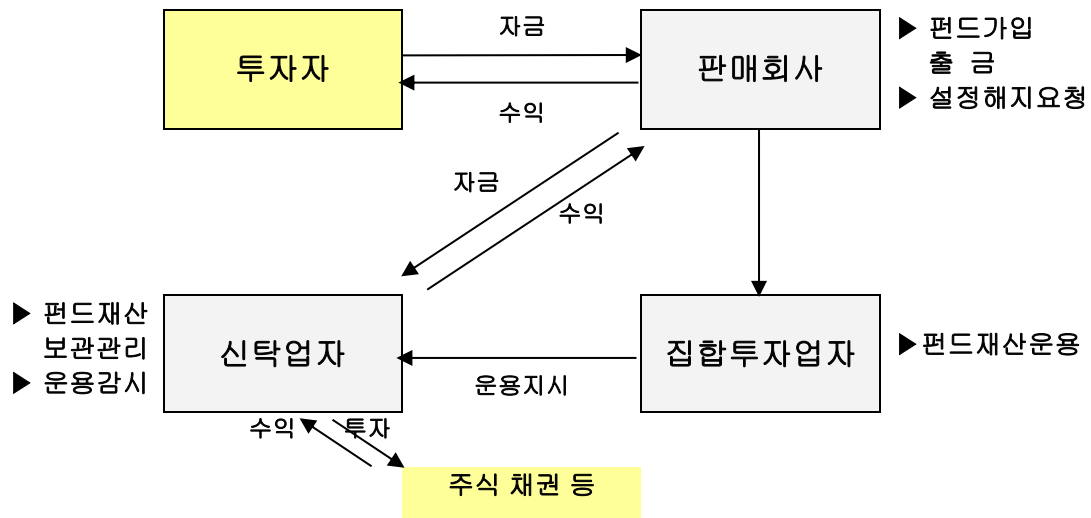 자금
투자자
판매회사
▶ 펀드가입
출 금
▶ 설정해지요청
수익
자금
수익
▶ 펀드재산
보관관리
▶ 운용감시
신탁업자
집합투자업자
▶ 펀드재산운용
운용지시
수익
투자
주식 채권 등